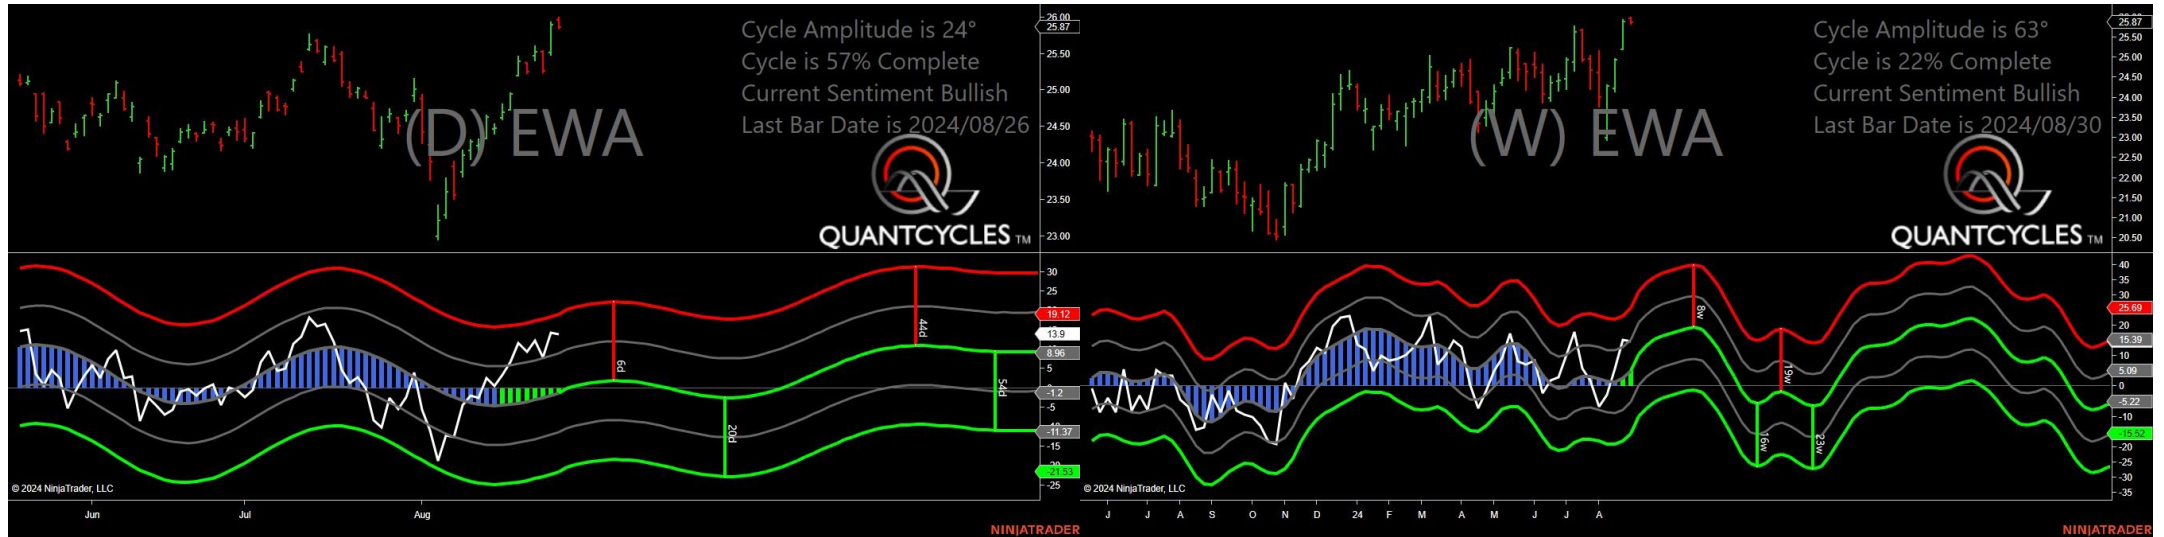 Cycle Amplitude is 24°
Cycle is 57% Complete
Current Sentiment Bullish
Last Bar Date is 2024/08/26
(D) EWA
QUANTCYCLES TM
26.00
25.87
25.50
25.00
24.50
24.00
23.50
23.00
30
25
19.12
13.9
8.96
5
-1.2
-5
-11.37
-21.53
-25
6d
20d
44d
54d
© 2024 NinjaTrader, LLC
Jun Jul Aug
NINJATRADER
Cycle Amplitude is 63°
Cycle is 22% Complete
Current Sentiment Bullish
Last Bar Date is 2024/08/30
(W) EWA
QUANTCYCLES TM
26.00
25.87
25.50
25.00
24.50
24.00
23.50
23.00
22.50
22.00
21.50
21.00
20.50
40
35
30
25.69
20
15.39
10
5.09
0
-5.22
-10
-15.52
-20
-25
-30
-35
8w
19w
16w
23w
© 2024 NinjaTrader, LLC
J J A S O N D 24 F M A M J J A
NINJATRADER